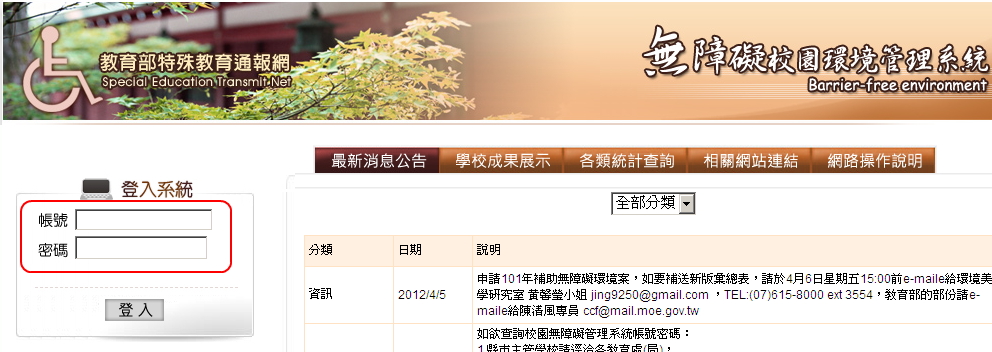 教育部特殊教育通報網
Special Education Transmit Net
無障礙校園環境管理系統
Barrier-free environment
最新消息公告 學校成果展示 各類統計查詢 相關網站連結 網路操作說明
登入系統
帳號
密碼
登入
全部分類
分類 日期 說明
資訊 2012/4/5
申請101年補助無障礙環境案，如要補送新版彙總表，請於4月6日星期五15:00前e-maile給環境美
學研究室 黃馨瑩小姐 jing9250@gmail.com ，TEL:(07)615-8000 ext 3554，教育部的部份請e-
maile給陳清風專員 ccf@mail.moe.gov.tw
如欲查詢校園無障礙管理系統帳號密碼：
1.縣市主管學校請逕洽各教育處(局)，